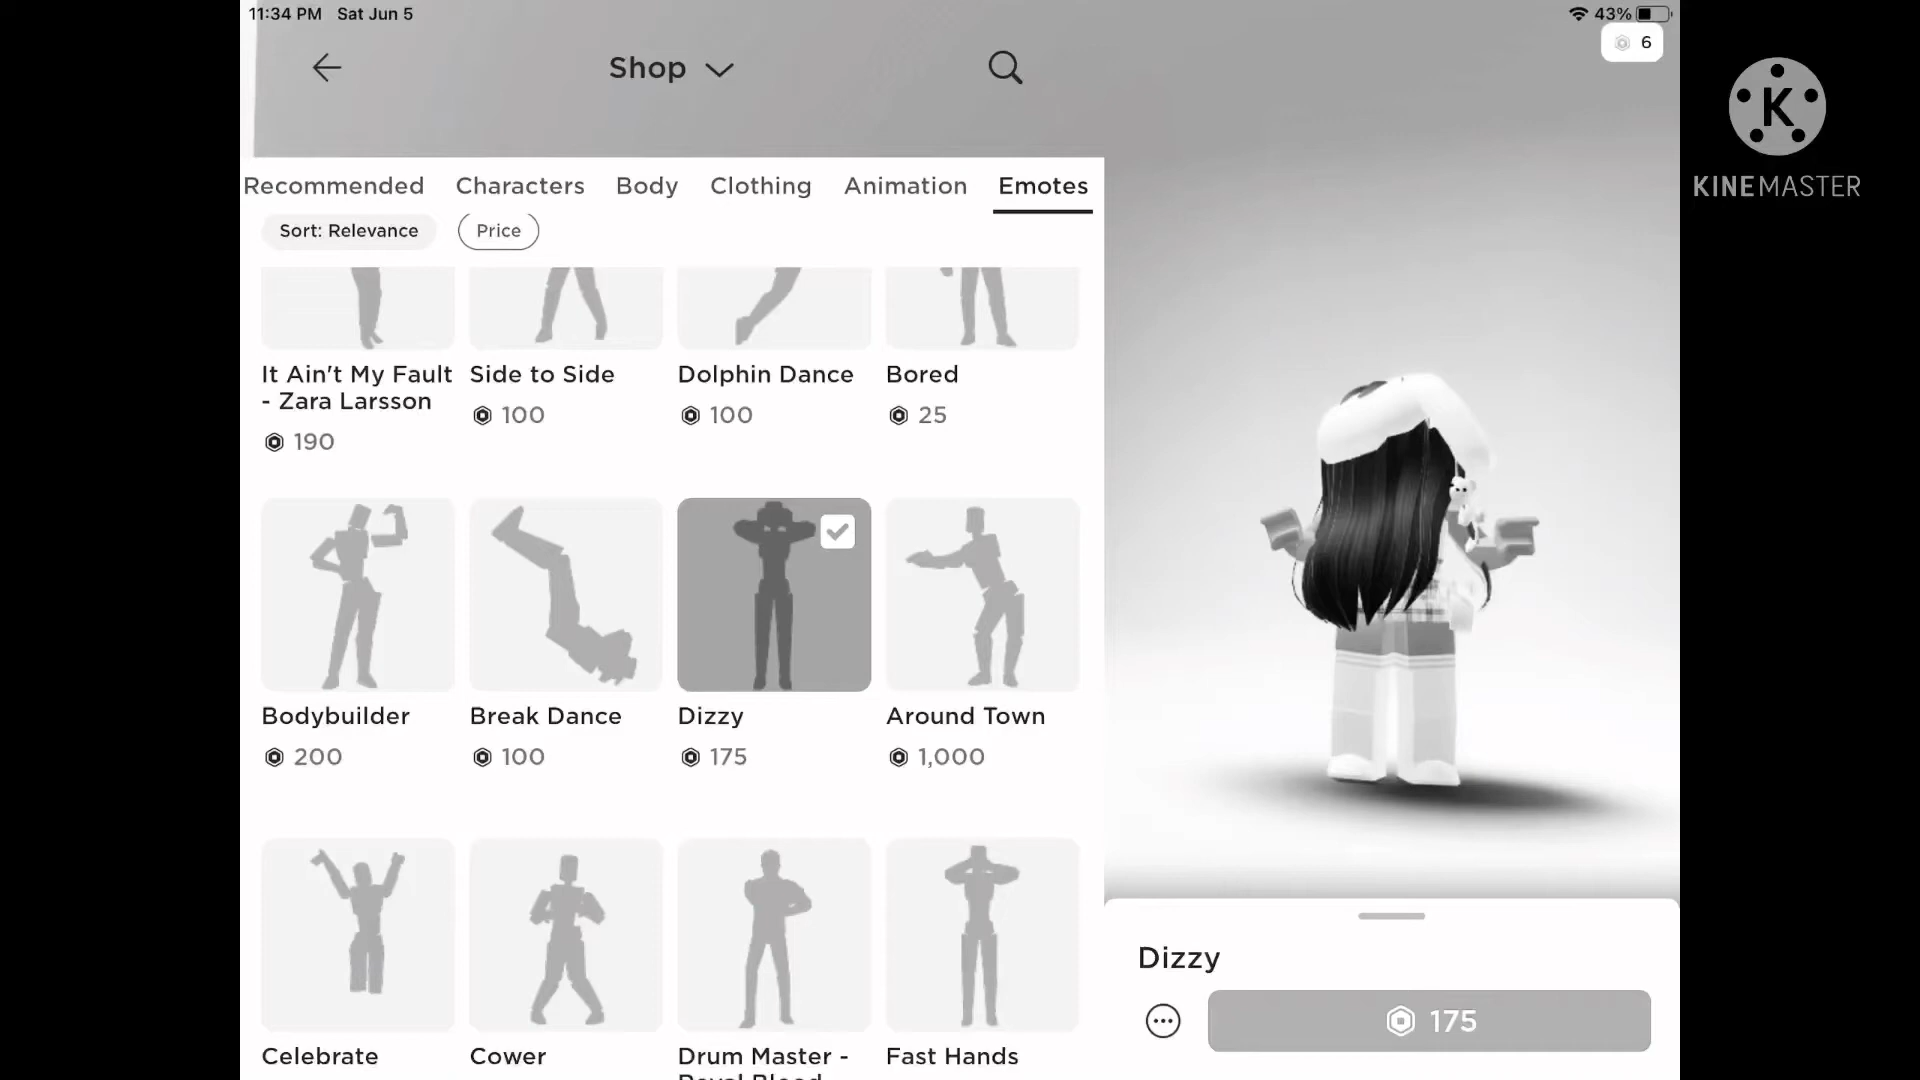 11:34 PM Sat Jun 5
43%
6
Shop
K
KINEMASTER
Recommended Characters Body Clothing Animation Emotes
Sort: Relevance Price
It Ain't My Fault
- Zara Larsson
190
Side to Side
100
Dolphin Dance
100
Bored
25
Bodybuilder
200
Break Dance
100
Dizzy
175
Around Town
1,000
Celebrate
Cower
Drum Master -
Royal Blood
Fast Hands
Dizzy
175